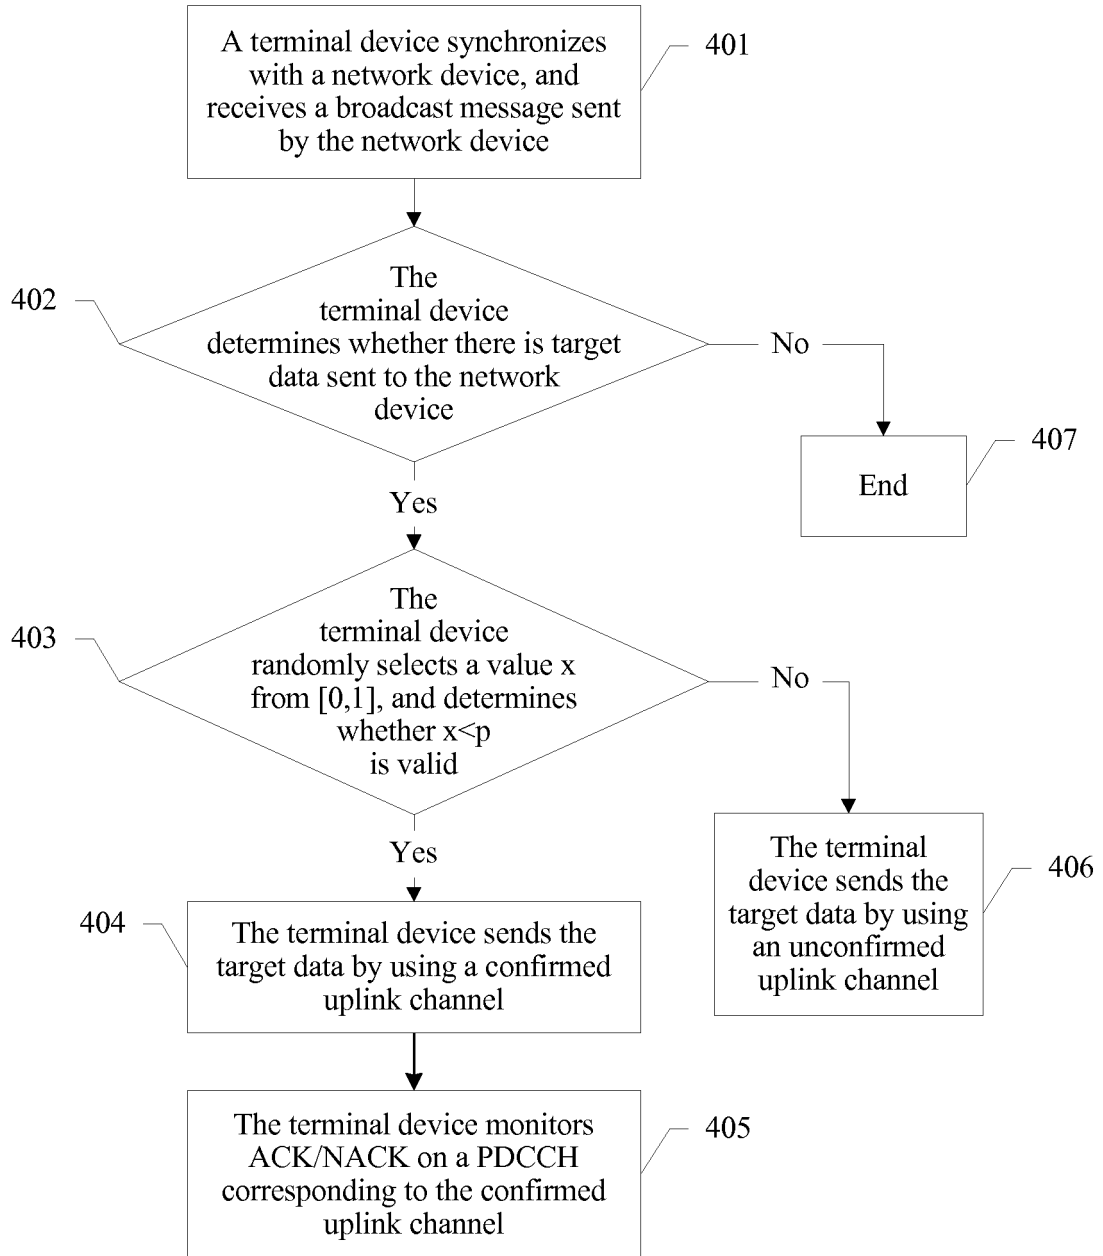 A terminal device synchronizes
with a network device, and
receives a broadcast message sent
by the network device
401
402
The
terminal device
determines whether there is target
data sent to the network
device
No
407
End
Yes
403
The
terminal device
randomly selects a value x
from [0,1], and determines
whether x<p
is valid
No
Yes
406
The terminal
device sends the
target data by using
an unconfirmed
uplink channel
404
The terminal device sends the
target data by using a confirmed
uplink channel
405
The terminal device monitors
ACK/NACK on a PDCCH
corresponding to the confirmed
uplink channel